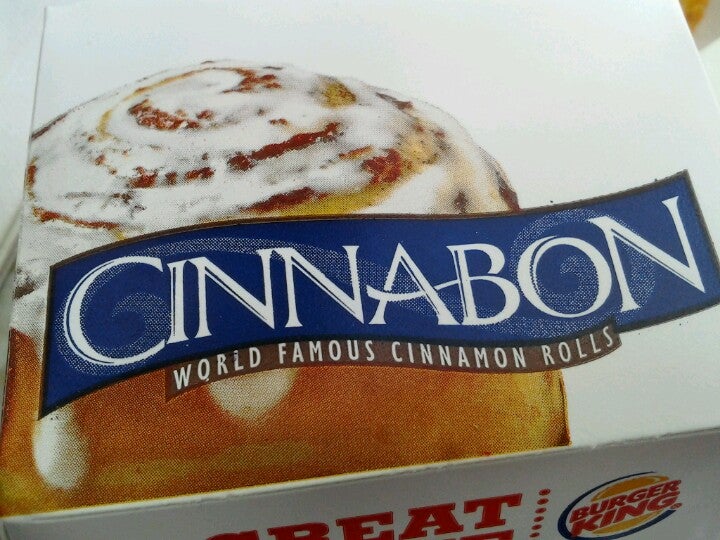 CINNABON
WORLD FAMOUS CINNAMON ROLLS
GREAT
BURGER
KING